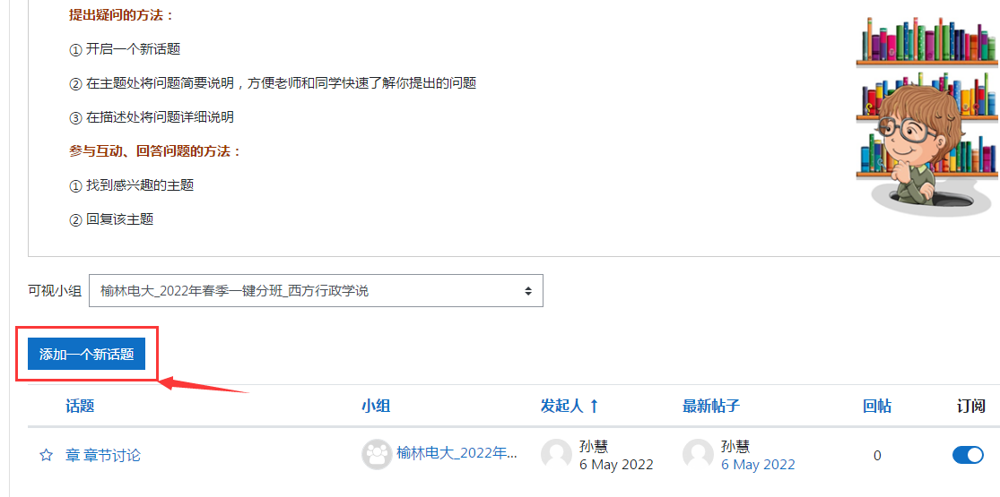 提出疑问的方法：
① 开启一个新话题
② 在主题处将问题简要说明，方便老师和同学快速了解你提出的问题
③ 在描述处将问题详细说明
参与互动、回答问题的方法：
① 找到感兴趣的主题
② 回复该主题
可视小组 榆林电大_2022年春季一键分班_西方行政学说
添加一个新话题
话题 小组 发起人 ↑ 最新帖子 回帖 订阅
章 章节讨论 榆林电大_2022年... 孙慧 孙慧 0
6 May 2022 6 May 2022